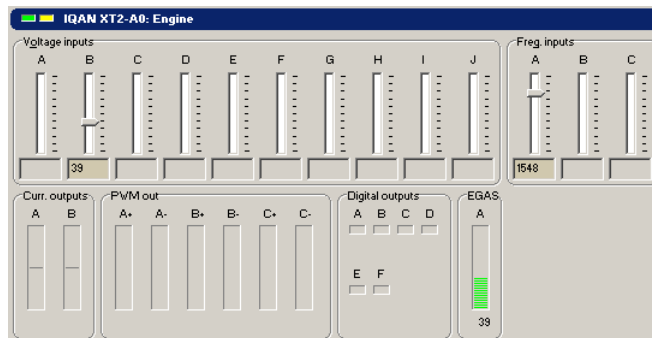 IQAN XT2-A0: Engine
Voltage inputs
Freq. inputs
A B C D E F G H I J
A B C
39
1548
Curr. outputs
PWM out
Digital outputs
EGAS
A B
A+ A- B+ B- C+ C-
A B C D
A
E F
39